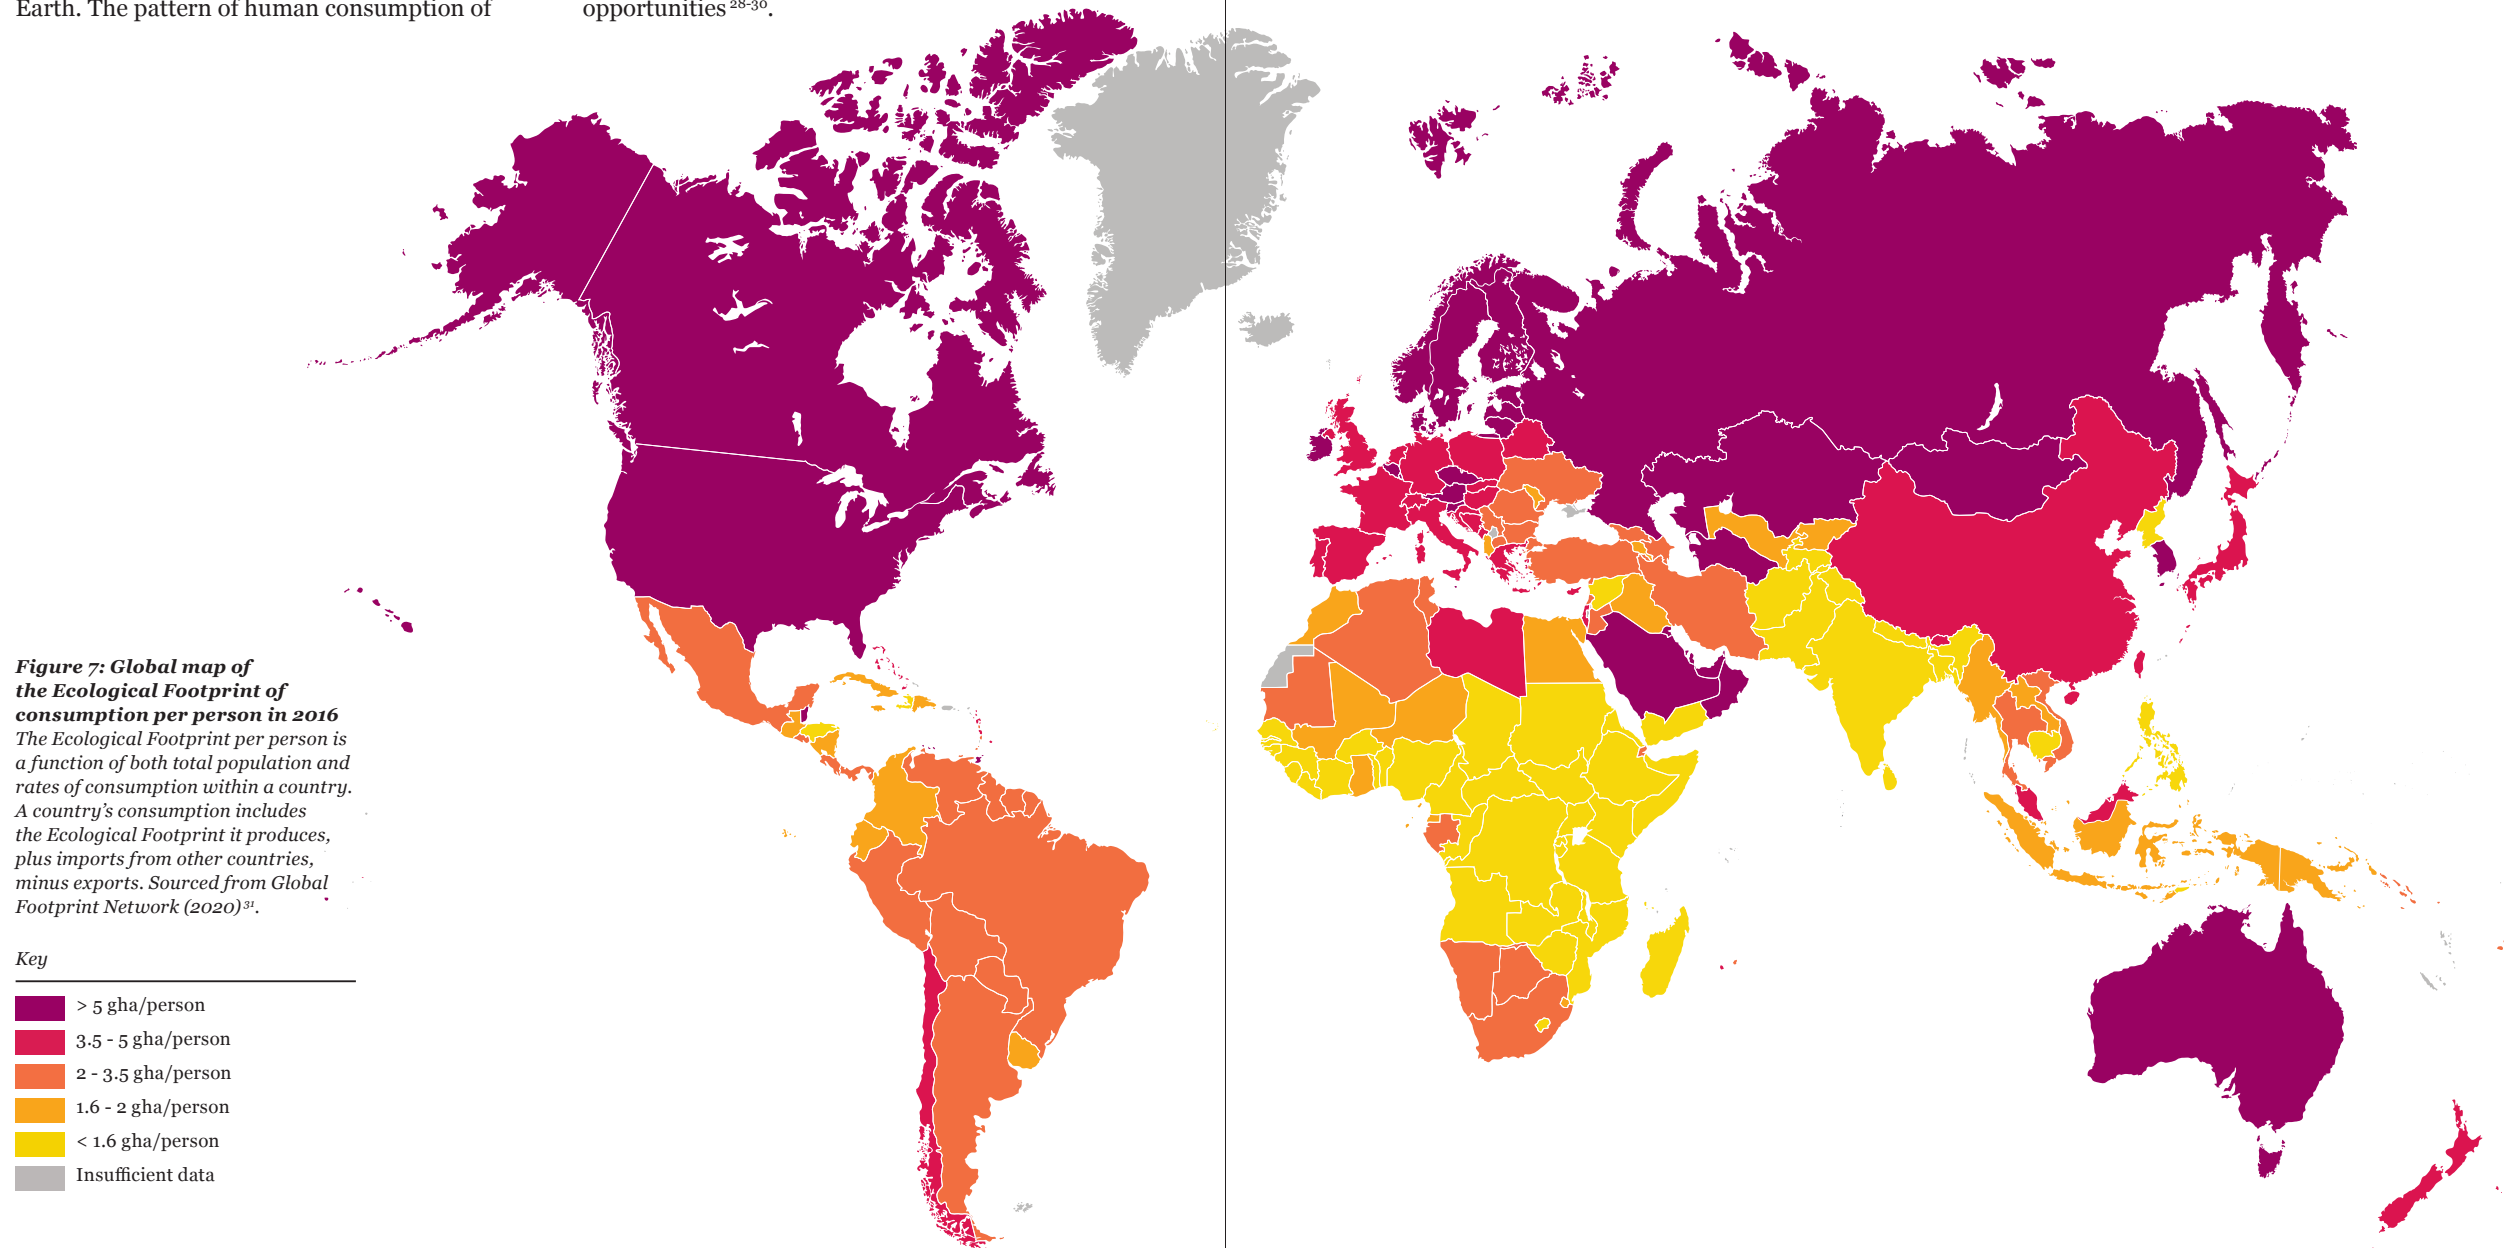 Earth. The pattern of human consumption of
opportunities 28-30.
Figure 7: Global map of
the Ecological Footprint of
consumption per person in 2016
The Ecological Footprint per person is
a function of both total population and
rates of consumption within a country.
A country's consumption includes
the Ecological Footprint it produces,
plus imports from other countries,
minus exports. Sourced from Global
Footprint Network (2020) 31.
Key
> 5 gha/person
3.5 - 5 gha/person
2 - 3.5 gha/person
1.6 - 2 gha/person
< 1.6 gha/person
Insufficient data